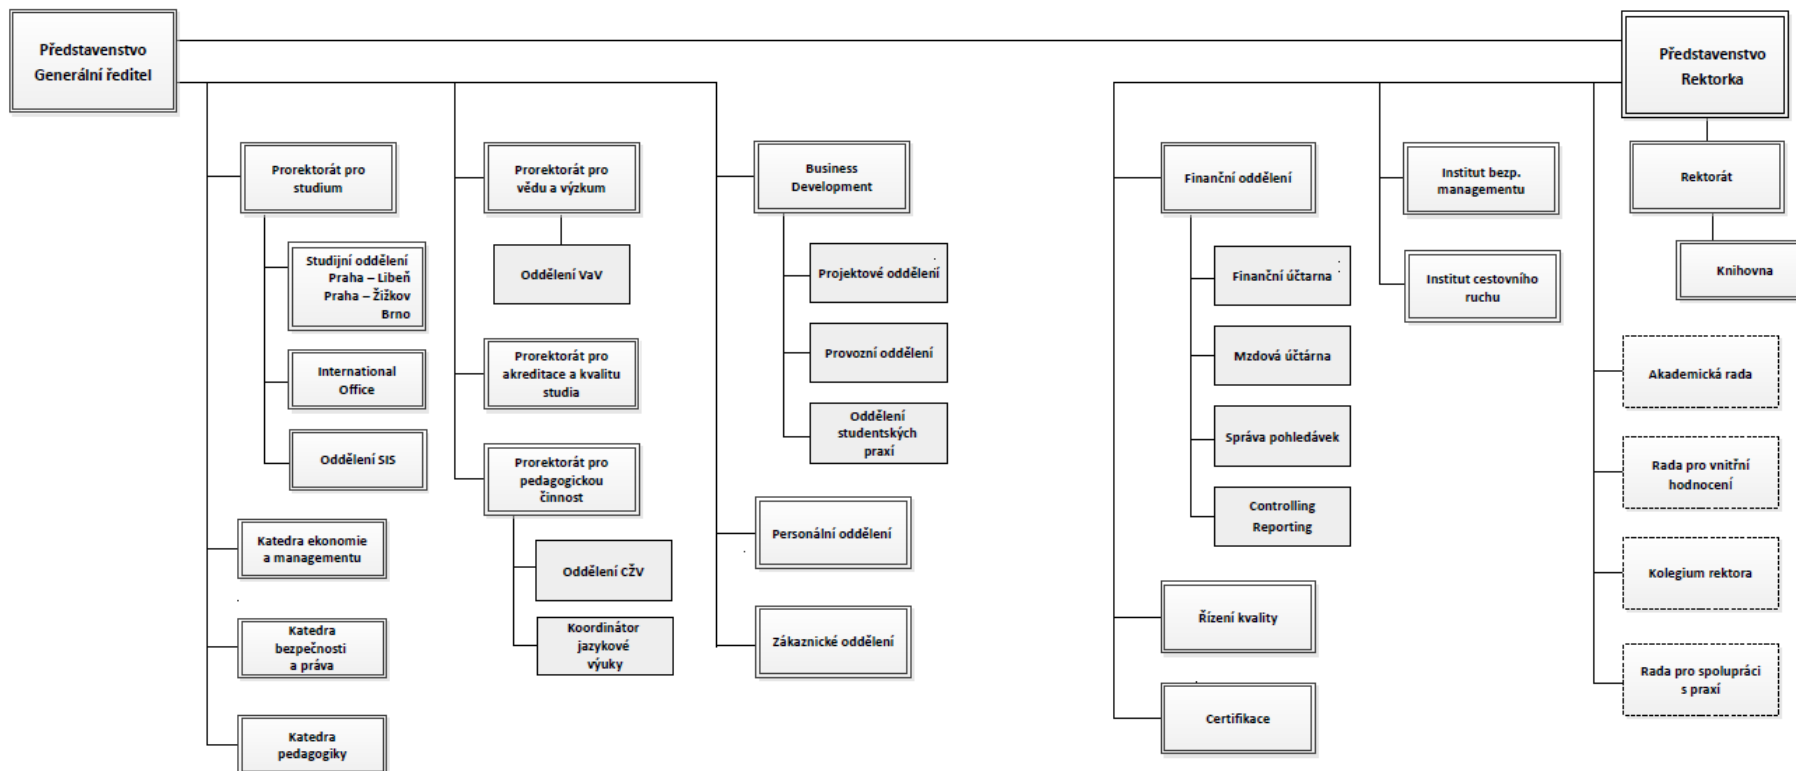 Představenstvo
Generální ředitel
Představenstvo
Rektorka
Prorektorát pro
studium
Studijní oddělení
Praha – Libeň
Praha – Žižkov
Brno
International
Office
Oddělení SIS
Katedra ekonomie
a managementu
Katedra
bezpečnosti
a práva
Katedra
pedagogiky
Prorektorát pro
vědu a výzkum
Oddělení VaV
Prorektorát pro
akreditace a kvalitu
studia
Prorektorát pro
pedagogickou
činnost
Oddělení CŽV
Koordinátor
jazykové
výuky
Business
Development
Projektové oddělení
Provozní oddělení
Oddělení
studentských
praxí
Personální oddělení
Zákaznické oddělení
Finanční oddělení
Finanční účtarna
Mzdová účtárna
Správa pohledávek
Controlling
Reporting
Řízení kvality
Certifikace
Institut bezp.
managementu
Institut cestovního
ruchu
Rektorát
Knihovna
Akademická rada
Rada pro vnitřní
hodnocení
Kolegium rektora
Rada pro spolupráci
s praxí